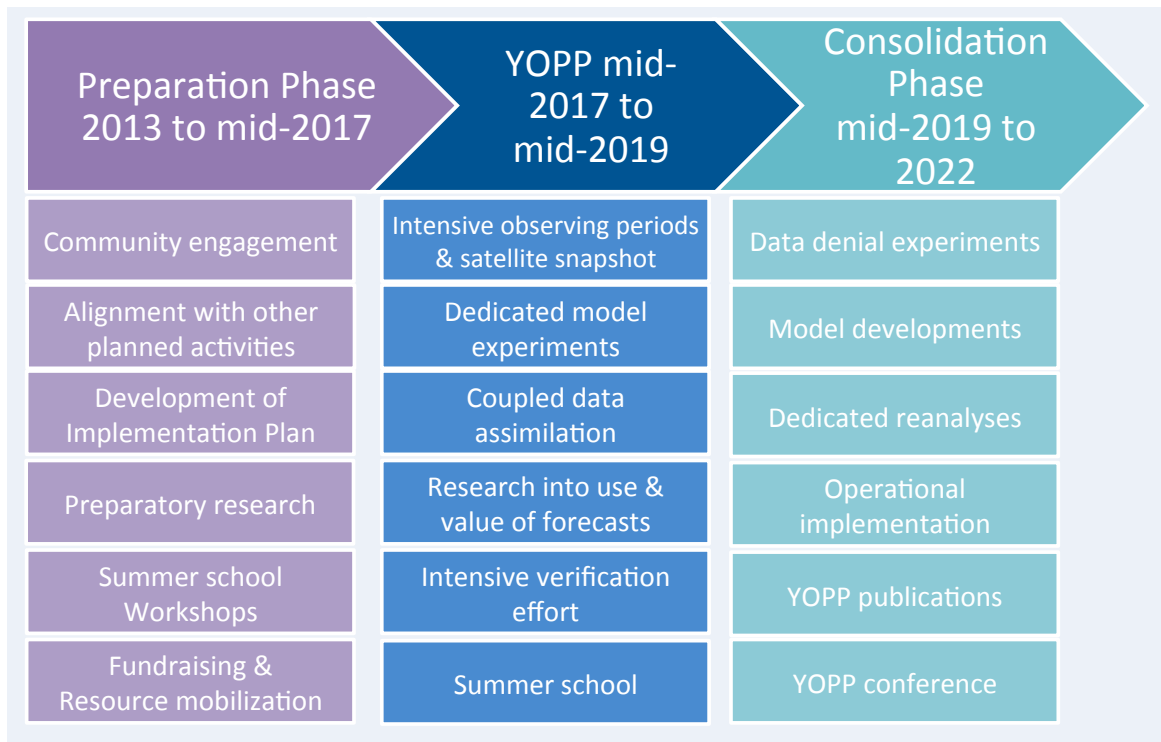 Preparation Phase
2013 to mid-2017
YOPP mid-
2017 to
mid-2019
Consolidation
Phase
mid-2019 to
2022
Community engagement
Alignment with other
planned activities
Development of
Implementation Plan
Preparatory research
Summer school
Workshops
Fundraising &
Resource mobilization
Intensive observing periods
& satellite snapshot
Dedicated model
experiments
Coupled data
assimilation
Research into use &
value of forecasts
Intensive verification
effort
Summer school
Data denial experiments
Model developments
Dedicated reanalyses
Operational
implementation
YOPP publications
YOPP conference